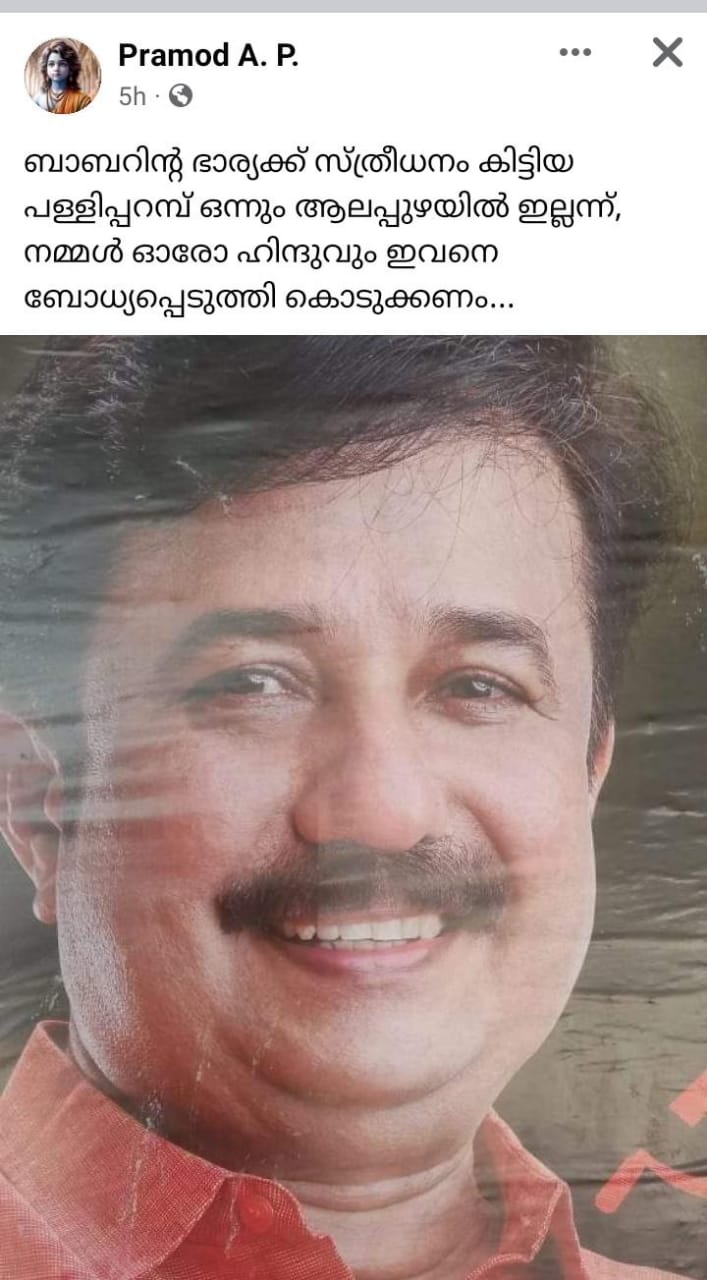 Pramod A. P.
5h
ബാബറിന്റ ഭാര്യക്ക് സ്ത്രീധനം കിട്ടിയ
പള്ളിപ്പറമ്പ് ഒന്നും ആലപ്പുഴയിൽ ഇല്ലന്ന്,
നമ്മൾ ഓരോ ഹിന്ദുവും ഇവനെ
ബോധ്യപ്പെടുത്തി കൊടുക്കണം...